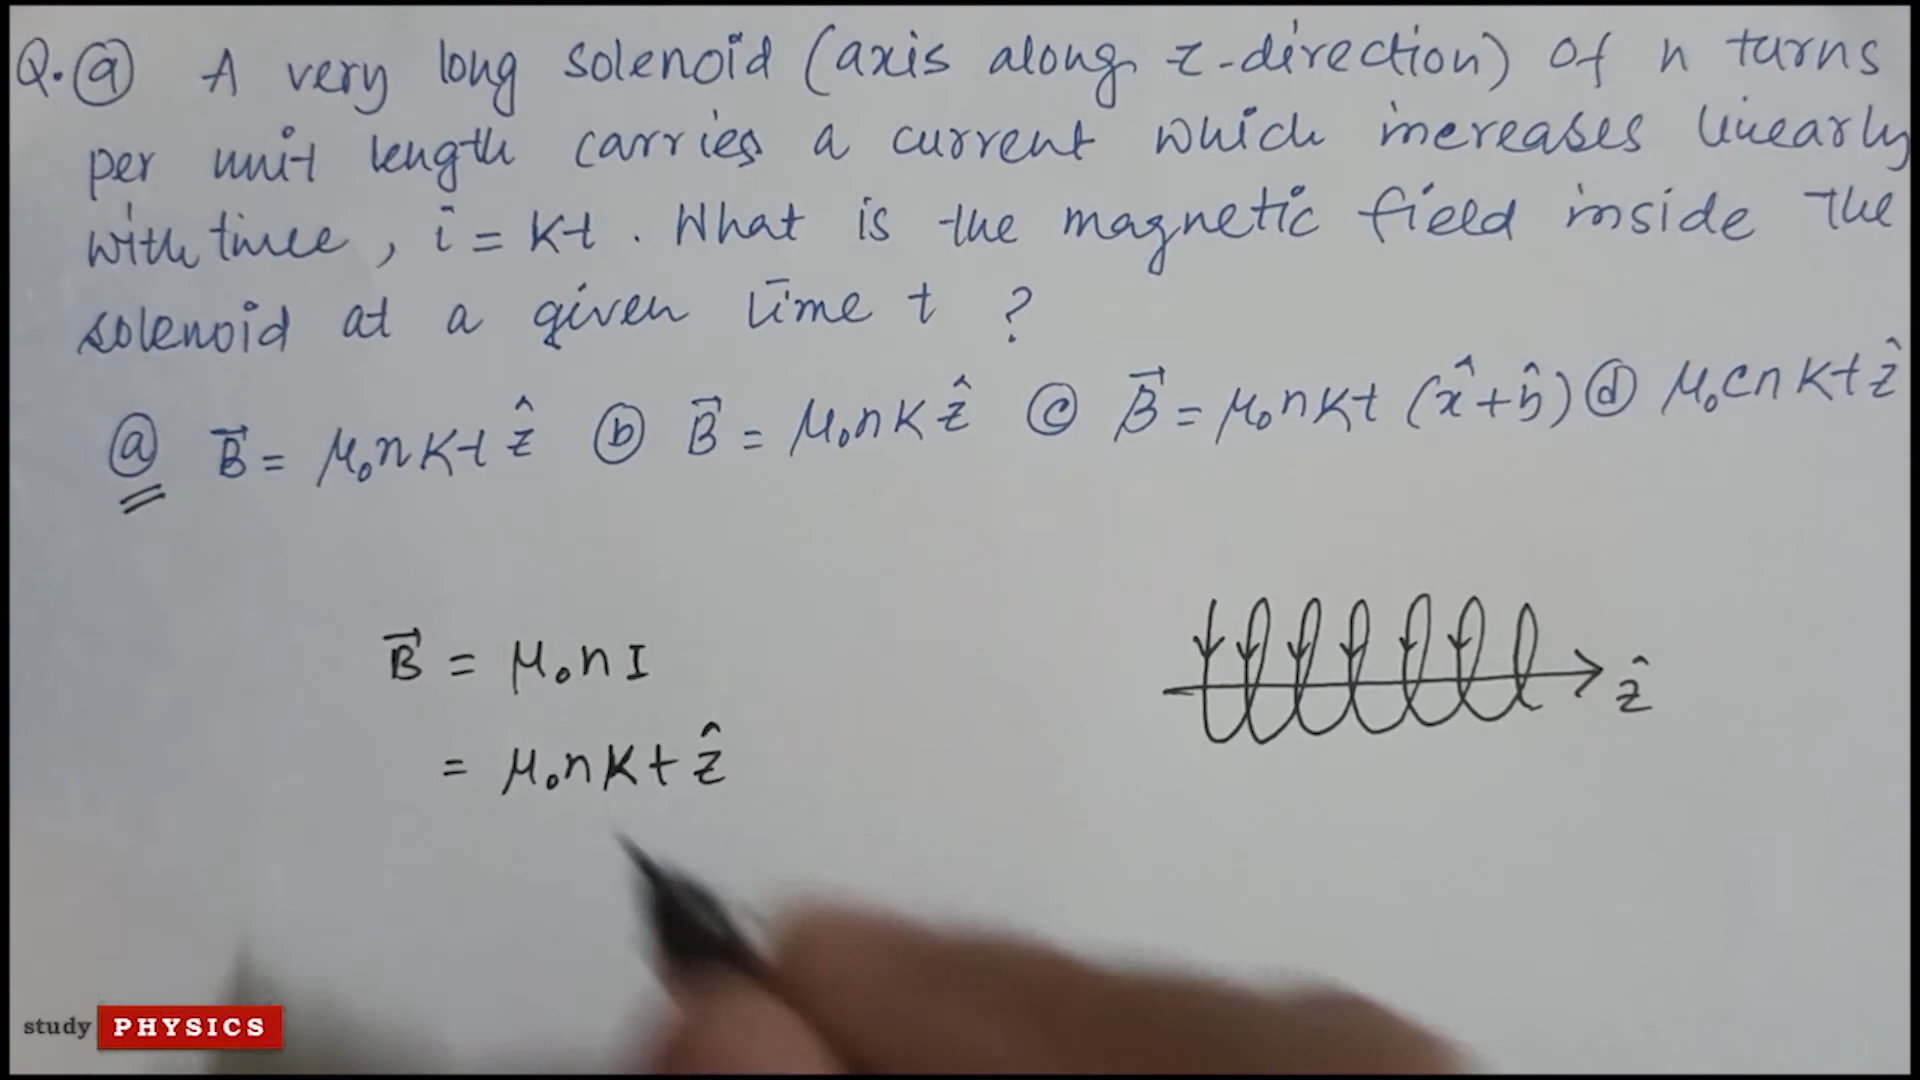 Q. ⓐ A very long solenoid (axis along z-direction) of n turns
per unit length carries a current which increases linearly
with time, i = kt. What is the magnetic field inside the
solenoid at a given time t ?
ⓐ B⃗ = μ₀nkt ẑ ⓑ B⃗ = μ₀nk ẑ ⓒ B⃗ = μ₀nkt (x̂+n̂) ⓓ μ₀cnkt ẑ
B⃗ = μ₀nI
= μ₀nkt ẑ
ẑ
study PHYSICS